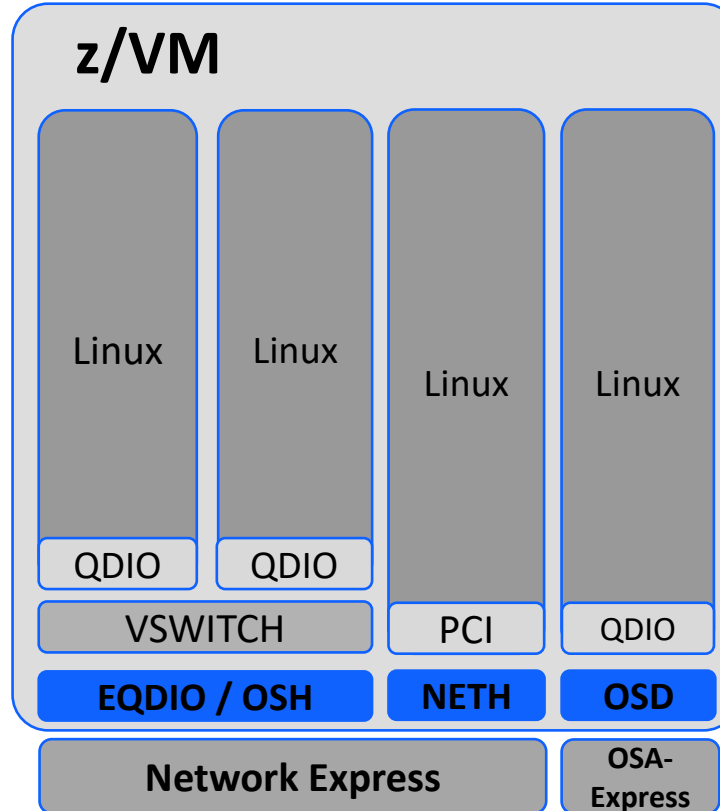 z/VM
Linux
Linux
Linux
Linux
QDIO
QDIO
VSWITCH
PCI
QDIO
EQDIO / OSH
NETH
OSD
Network Express
OSA-
Express